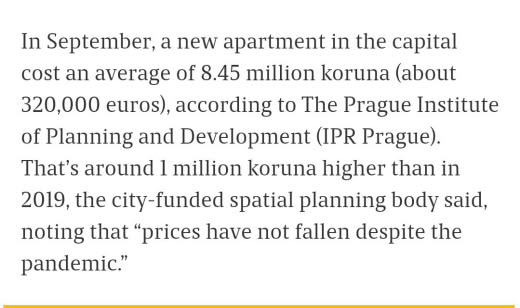 In September, a new apartment in the capital
cost an average of 8.45 million koruna (about
320,000 euros), according to The Prague Institute
of Planning and Development (IPR Prague).
That’s around 1 million koruna higher than in
2019, the city-funded spatial planning body said,
noting that “prices have not fallen despite the
pandemic.”